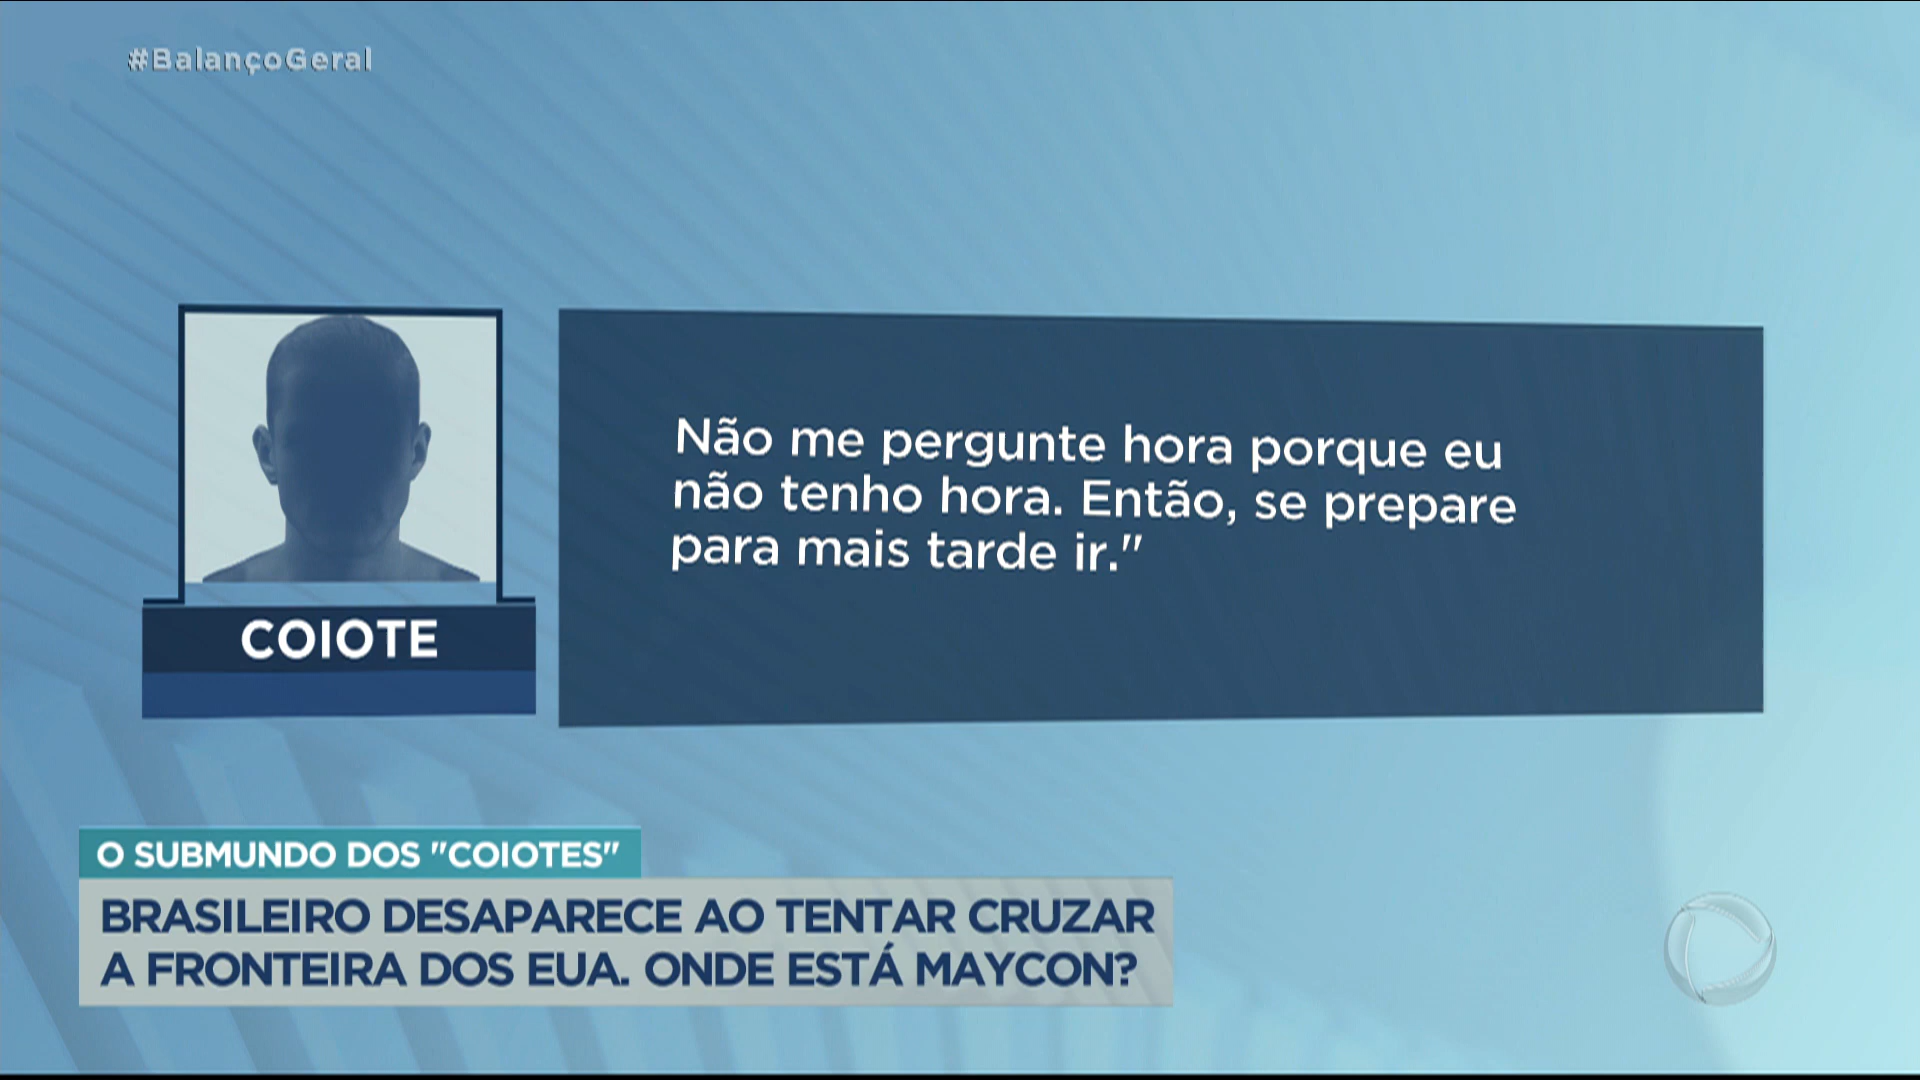 #BalançoGeral
Não me pergunte hora porque eu
não tenho hora. Então, se prepare
para mais tarde ir."
COIOTE
O SUBMUNDO DOS "COIOTES"
BRASILEIRO DESAPARECE AO TENTAR CRUZAR
A FRONTEIRA DOS EUA. ONDE ESTÁ MAYCON?